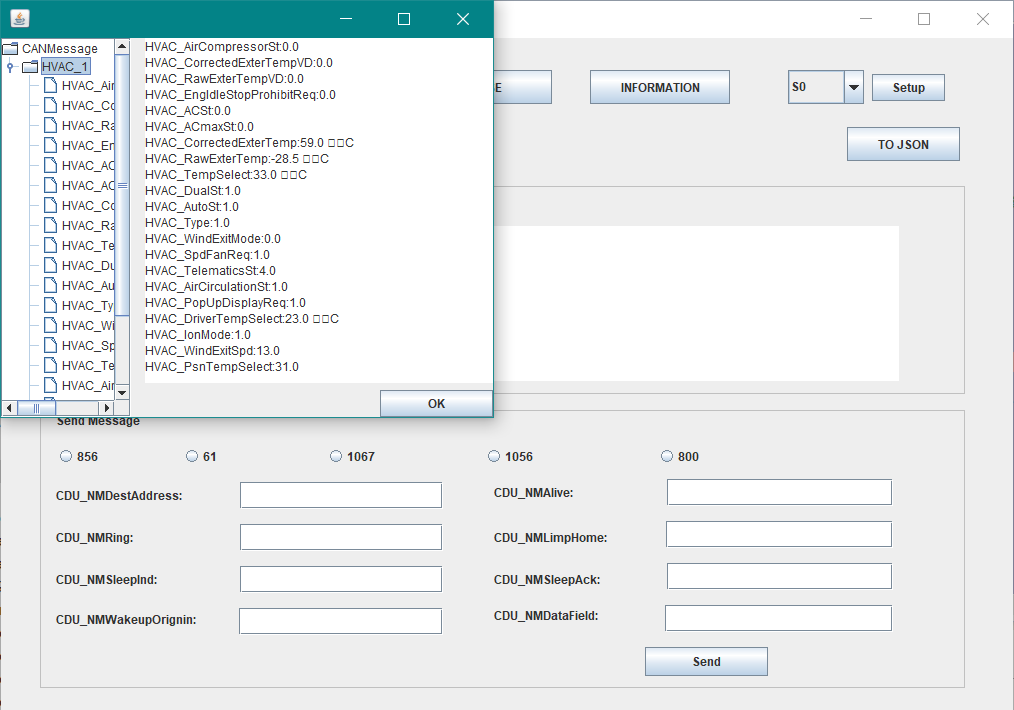 CANMessage
HVAC_1
HVAC_Air
HVAC_Co
HVAC_Ra
HVAC_En
HVAC_AC
HVAC_AC
HVAC_Co
HVAC_Ra
HVAC_Te
HVAC_Du
HVAC_Au
HVAC_Ty
HVAC_Wi
HVAC_Sp
HVAC_Te
HVAC_Air
HVAC_AirCompressorSt:0.0
HVAC_CorrectedExterTempVD:0.0
HVAC_RawExterTempVD:0.0
HVAC_EngIdleStopProhibitReq:0.0
HVAC_ACSt:0.0
HVAC_ACmaxSt:0.0
HVAC_CorrectedExterTemp:59.0 □□C
HVAC_RawExterTemp:-28.5 □□C
HVAC_TempSelect:33.0 □□C
HVAC_DualSt:1.0
HVAC_AutoSt:1.0
HVAC_Type:1.0
HVAC_WindExitMode:0.0
HVAC_SpdFanReq:1.0
HVAC_TelematicsSt:4.0
HVAC_AirCirculationSt:1.0
HVAC_PopUpDisplayReq:1.0
HVAC_DriverTempSelect:23.0 □□C
HVAC_IonMode:1.0
HVAC_WindExitSpd:13.0
HVAC_PsnTempSelect:31.0
OK
SE
INFORMATION
S0
Setup
TO JSON
Send Message
856
61
1067
1056
800
CDU_NMDestAddress:
CDU_NMAlive:
CDU_NMRing:
CDU_NMLimpHome:
CDU_NMSleepInd:
CDU_NMSleepAck:
CDU_NMWakeupOrignin:
CDU_NMDataField:
Send